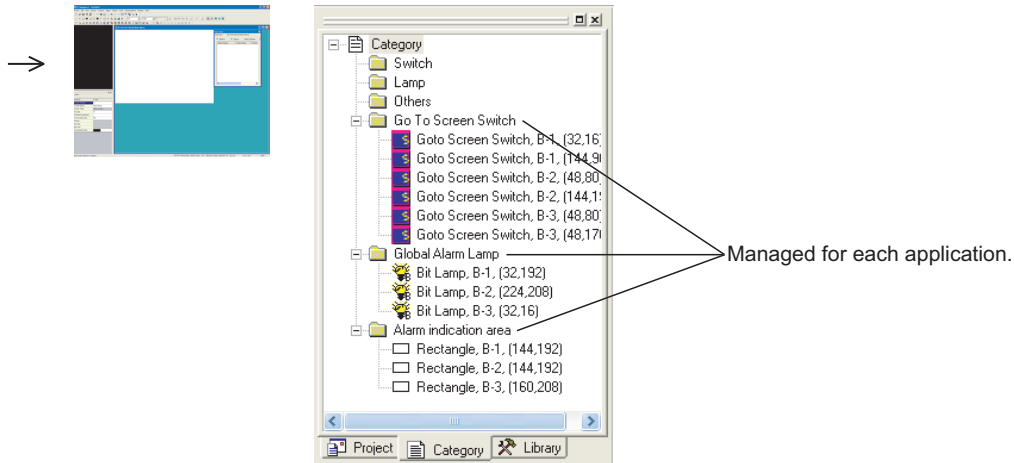 Category
Switch
Lamp
Others
Go To Screen Switch
Goto Screen Switch, B-1, (32,16)
Goto Screen Switch, B-1, (144,9
Goto Screen Switch, B-2, (48,80)
Goto Screen Switch, B-2, (144,1
Goto Screen Switch, B-3, (48,80)
Goto Screen Switch, B-3, (48,17
Global Alarm Lamp
Bit Lamp, B-1, (32,192)
Bit Lamp, B-2, (224,208)
Bit Lamp, B-3, (32,16)
Alarm indication area
Rectangle, B-1, (144,192)
Rectangle, B-2, (144,192)
Rectangle, B-3, (160,208)
Managed for each application.
Project Category Library